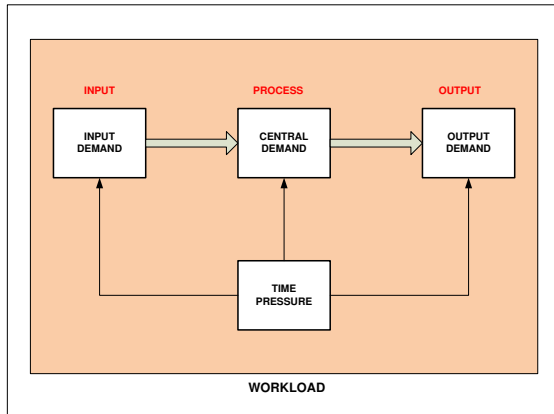 INPUT
PROCESS
OUTPUT
INPUT
DEMAND
CENTRAL
DEMAND
OUTPUT
DEMAND
TIME
PRESSURE
WORKLOAD